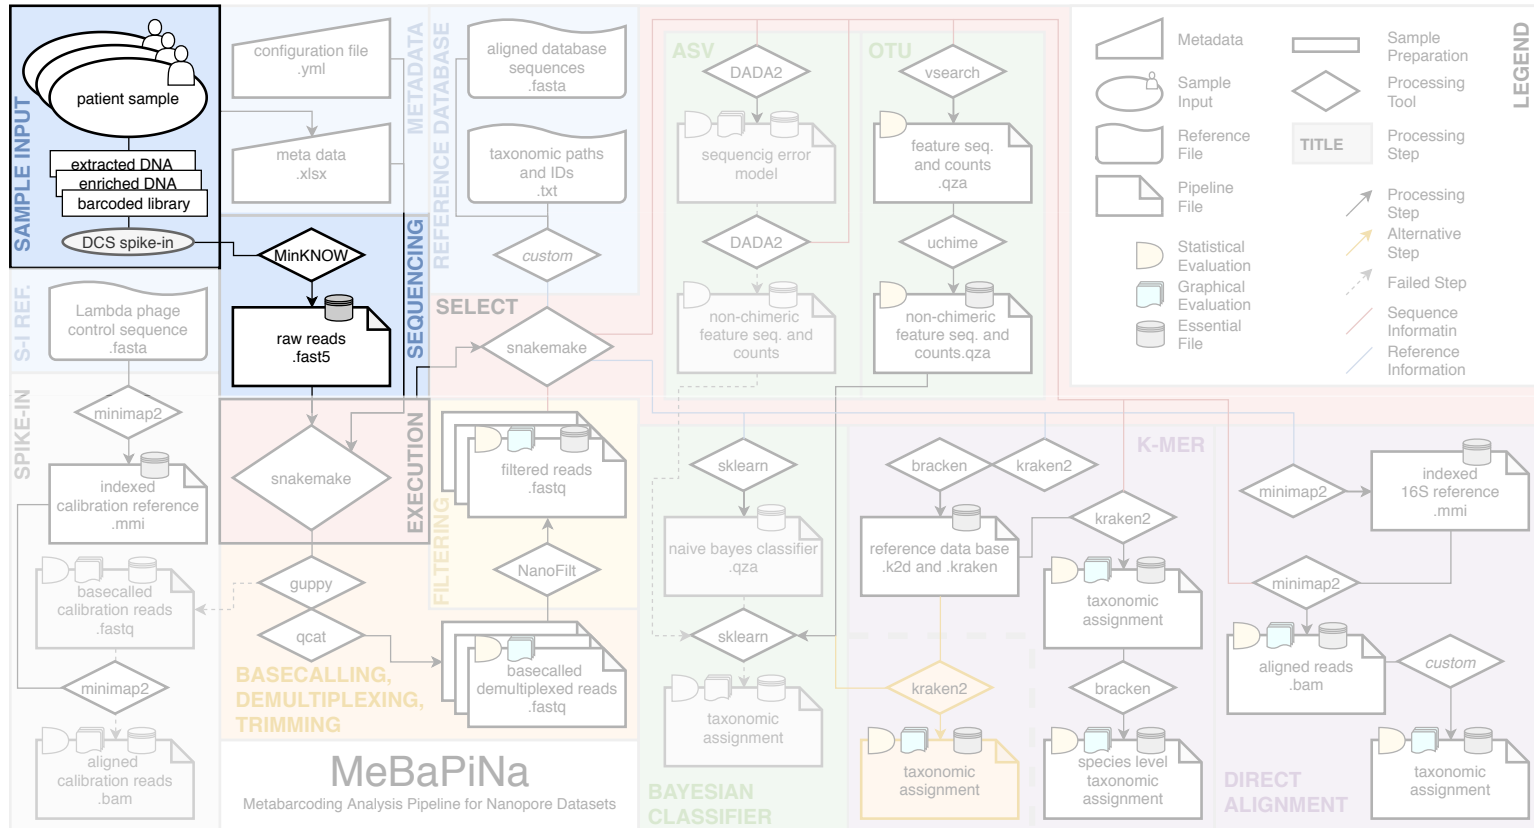 SAMPLE INPUT
patient sample
extracted DNA
enriched DNA
barcoded library
DCS spike-in
METADATA
configuration file
.yml
meta data
.xlsx
REFERENCE DATABASE
aligned database
sequences
.fasta
taxonomic paths
and IDs
.txt
custom
SEQUENCING
MinKNOW
raw reads
.fast5
S-I REF.
Lambda phage
control sequence
.fasta
SPIKE-IN
minimap2
indexed
calibration reference
.mmi
basecalled
calibration reads
.fastq
minimap2
aligned
calibration reads
.bam
EXECUTION
snakemake
guppy
qcat
BASECALLING,
DEMULTIPLEXING,
TRIMMING
basecalled
demultiplexed reads
.fastq
FILTERING
NanoFilt
filtered reads
.fastq
SELECT
snakemake
MeBaPiNa
Metabarcoding Analysis Pipeline for Nanopore Datasets
ASV
DADA2
sequencig error
model
DADA2
non-chimeric
feature seq. and
counts
OTU
vsearch
feature seq.
and counts
.qza
uchime
non-chimeric
feature seq. and
counts.qza
sklearn
naive bayes classifier
.qza
sklearn
taxonomic
assignment
BAYESIAN
CLASSIFIER
K-MER
bracken
kraken2
reference data base
.k2d and .kraken
kraken2
taxonomic
assignment
kraken2
taxonomic
assignment
bracken
species level
taxonomic
assignment
minimap2
indexed
16S reference
.mmi
minimap2
aligned reads
.bam
custom
taxonomic
assignment
DIRECT
ALIGNMENT
LEGEND
Metadata
Sample
Input
Reference
File
Pipeline
File
Statistical
Evaluation
Graphical
Evaluation
Essential
File
Sample
Preparation
Processing
Tool
TITLE
Processing
Step
Processing
Step
Alternative
Step
Failed Step
Sequence
Informatin
Reference
Information